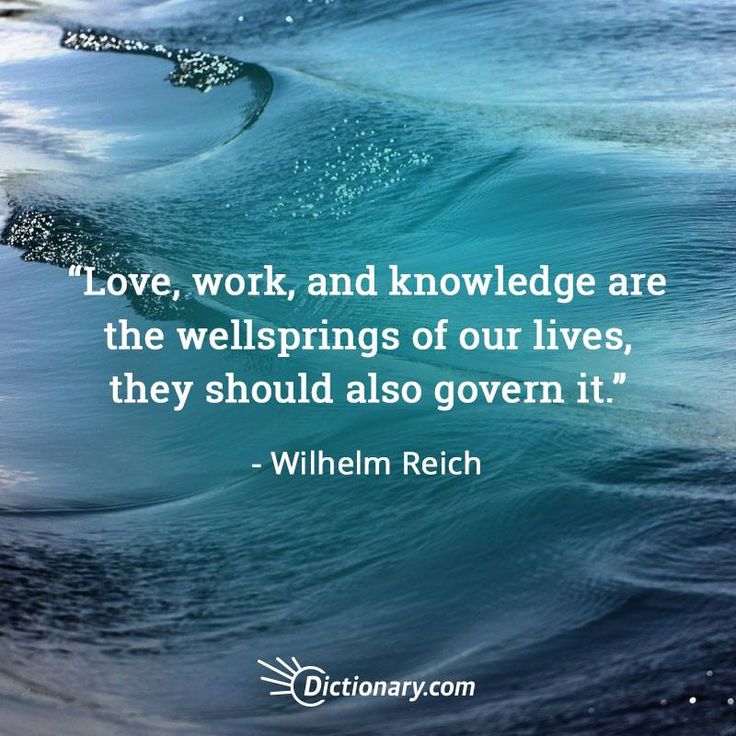 “Love, work, and knowledge are
the wellsprings of our lives,
they should also govern it.”
- Wilhelm Reich
Dictionary.com